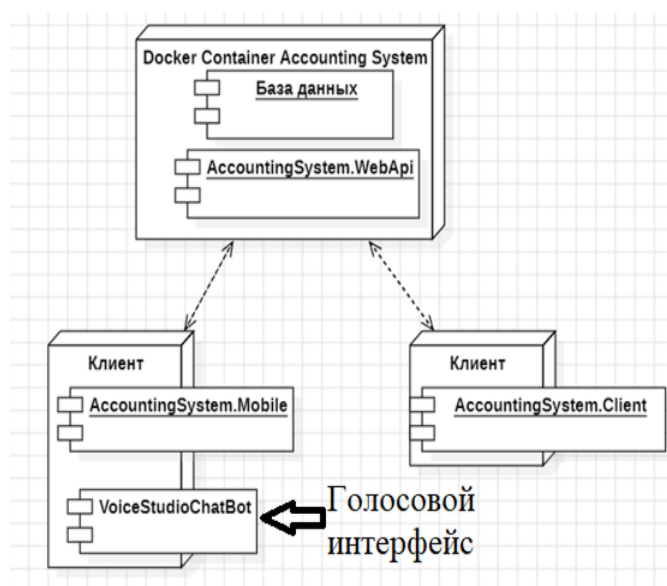 Docker Container Accounting System
База данных
AccountingSystem.WebApi
Клиент
AccountingSystem.Mobile
VoiceStudioChatBot
Голосовой
интерфейс
Клиент
AccountingSystem.Client